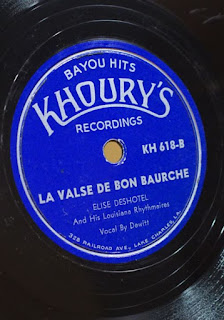 BAYOU HITS
KHOURY'S
RECORDINGS
KH 618-B
LA VALSE DE BON BAURCHE
ELISE DESHOTEL
And His Louisiana Rhythmaires
Vocal By Dewitt
328 RAILROAD AVE., LAKE CHARLES, LA.